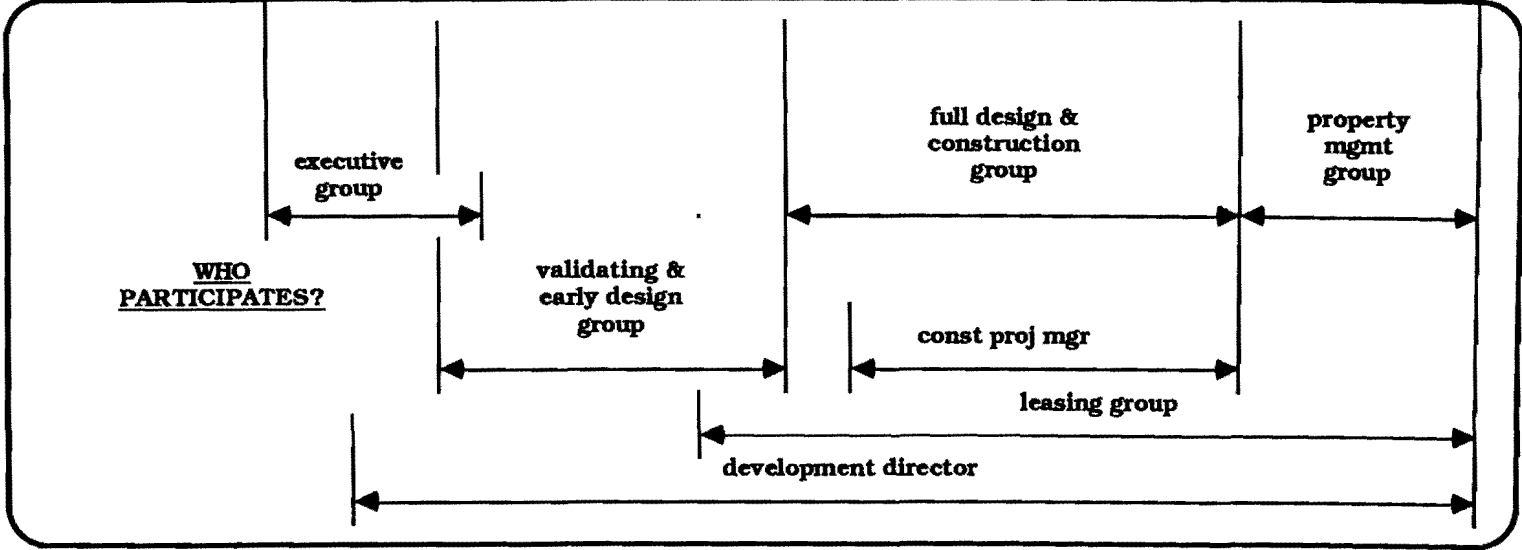 executive
group
WHO
PARTICIPATES?
validating &
early design
group
full design &
construction
group
property
mgmt
group
const proj mgr
leasing group
development director